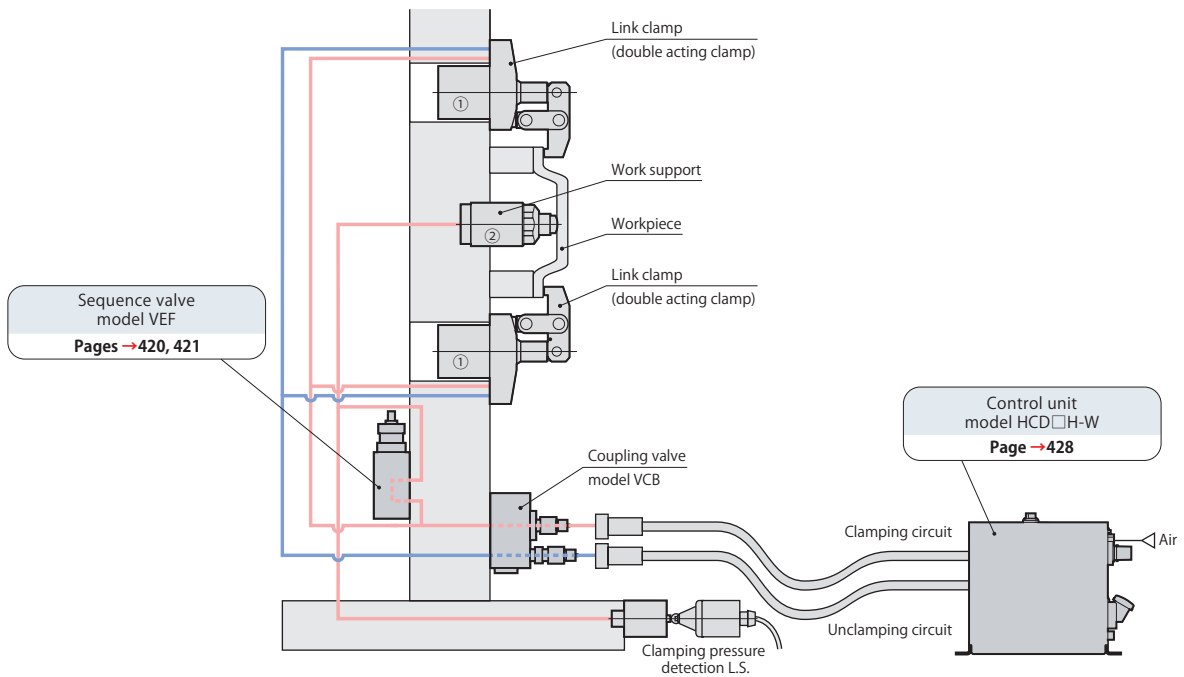 Link clamp
(double acting clamp)
①
Work support
②
Workpiece
Link clamp
(double acting clamp)
Sequence valve
model VEF
Pages →420, 421
①
Control unit
model HCD□H-W
Page →428
Coupling valve
model VCB
Clamping circuit
Air
Unclamping circuit
Clamping pressure
detection L.S.